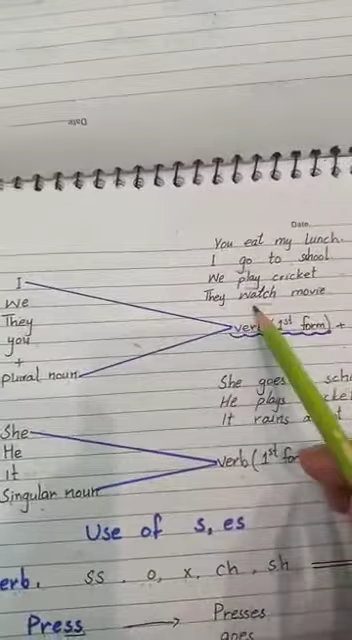 Date
Date
You eat my lunch.
I go to school
We play cricket
They watch movie
I
We
They
you
+
plural noun
verb (1st form) +
She goes
He plays
It rains
She
He
It
Singular noun
verb (1st
Use of s, es
ss, o, x, ch, sh
Press → Presses
goes